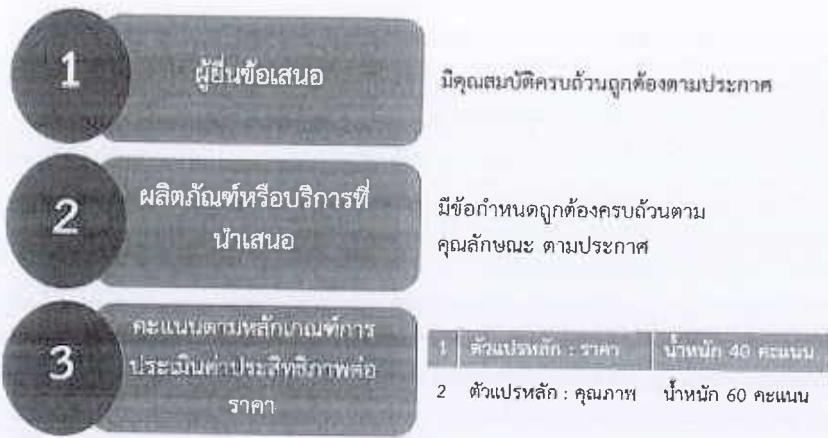 1
ผู้ยื่นข้อเสนอ
มีคุณสมบัติครบถ้วนถูกต้องตามประกาศ
2
ผลิตภัณฑ์หรือบริการที่
นำเสนอ
มีข้อกำหนดถูกต้องครบถ้วนตาม
คุณลักษณะ ตามประกาศ
3
คะแนนตามหลักเกณฑ์การ
ประเมินค่าประสิทธิภาพต่อ
ราคา
1 ตัวแปรหลัก : ราคา น้ำหนัก 40 คะแนน
2 ตัวแปรหลัก : คุณภาพ น้ำหนัก 60 คะแนน